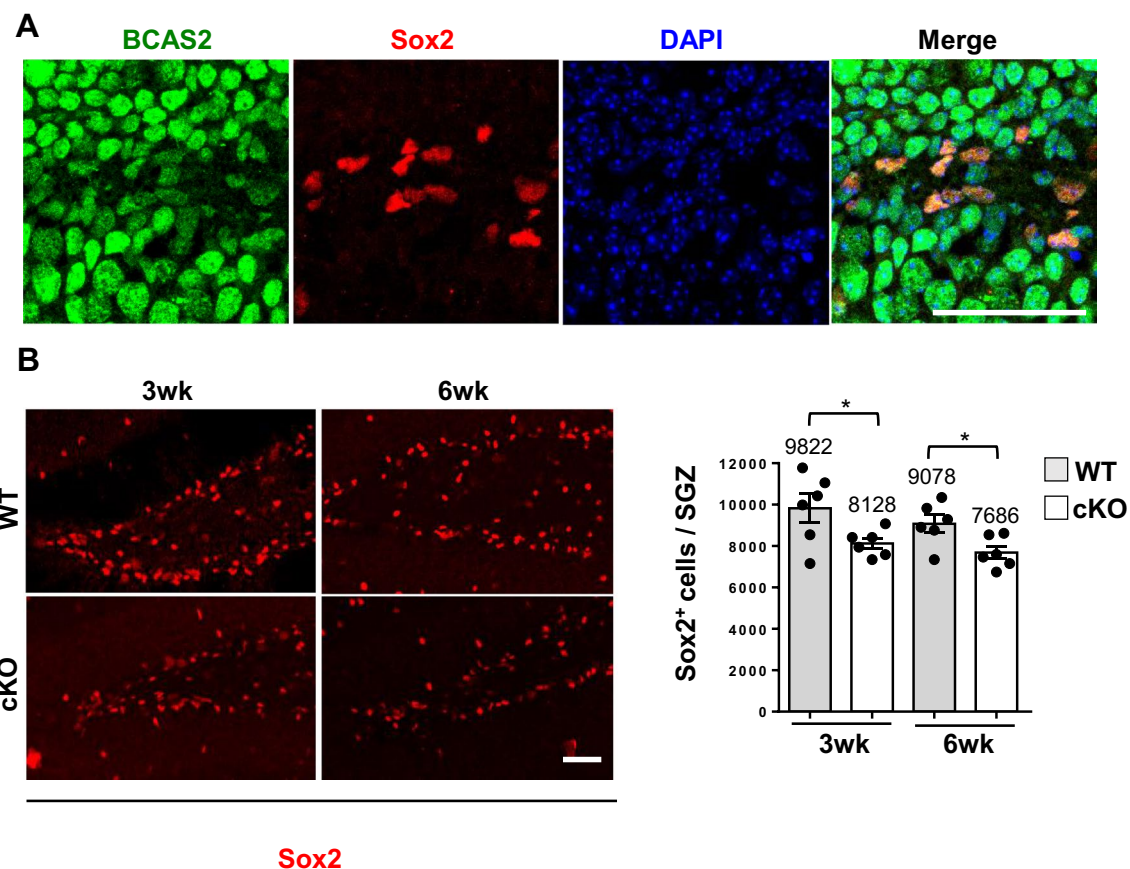 A
BCAS2
Sox2
DAPI
Merge
B
3wk
6wk
WT
cKO
Sox2
Sox2+ cells / SGZ
12000
10000
8000
6000
4000
2000
0
*
*
9822
8128
9078
7686
3wk
6wk
WT
cKO